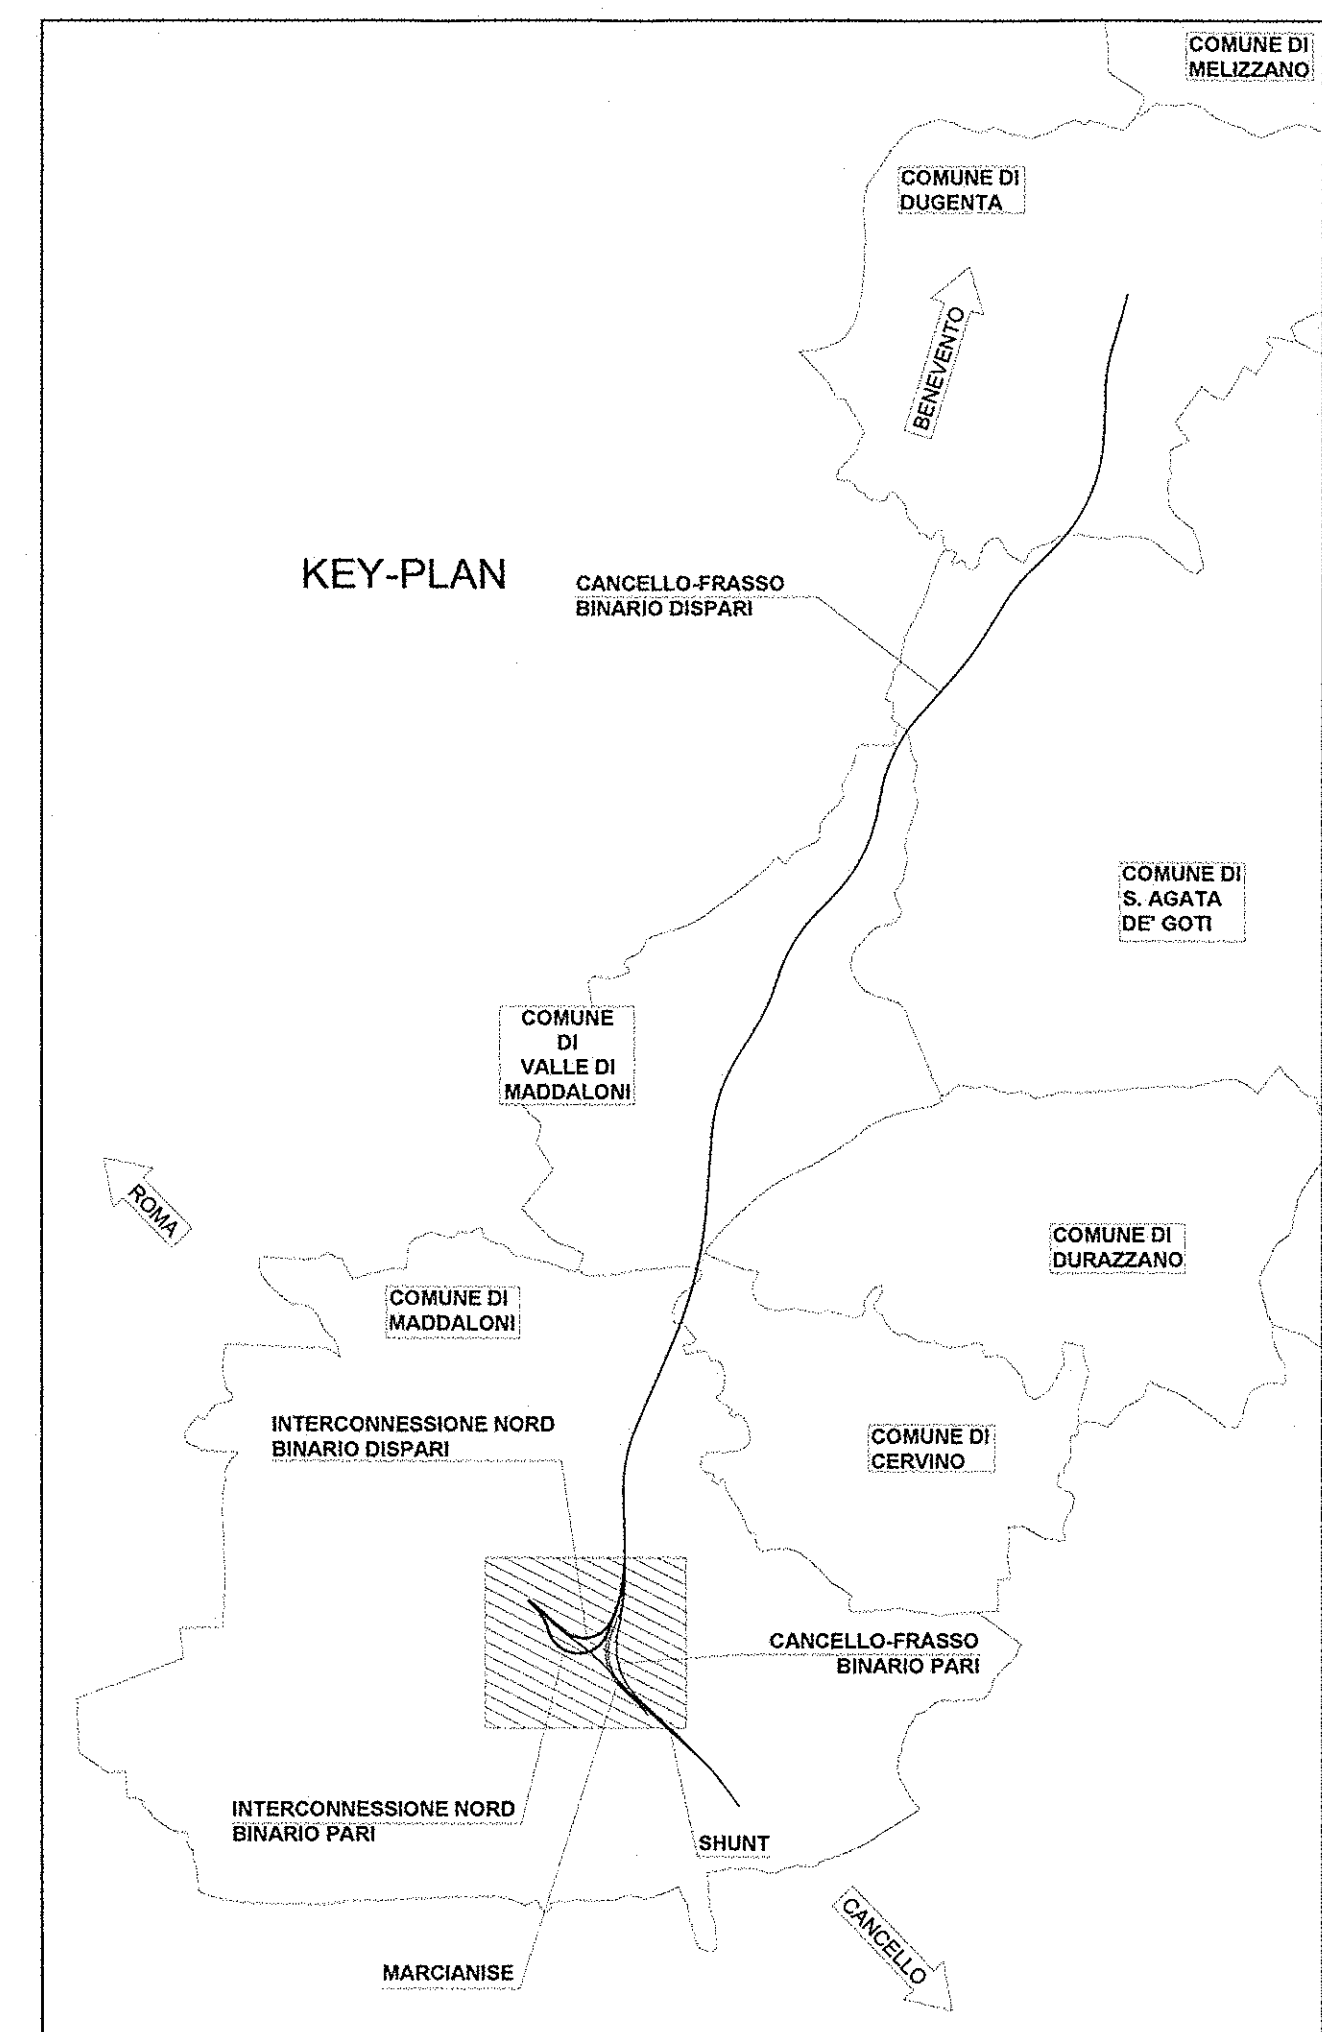 COMUNE DI
MELIZZANO
COMUNE DI
DUGENTA
BENEVENTO
KEY-PLAN
CANCELLO-FRASSO
BINARIO DISPARI
COMUNE DI
S. AGATA
DE' GOTI
COMUNE
DI
VALLE DI
MADDALONI
ROMA
COMUNE DI
DURAZZANO
COMUNE DI
MADDALONI
INTERCONNESSIONE NORD
BINARIO DISPARI
COMUNE DI
CERVINO
CANCELLO-FRASSO
BINARIO PARI
INTERCONNESSIONE NORD
BINARIO PARI
SHUNT
CANCELLO
MARCIANISE